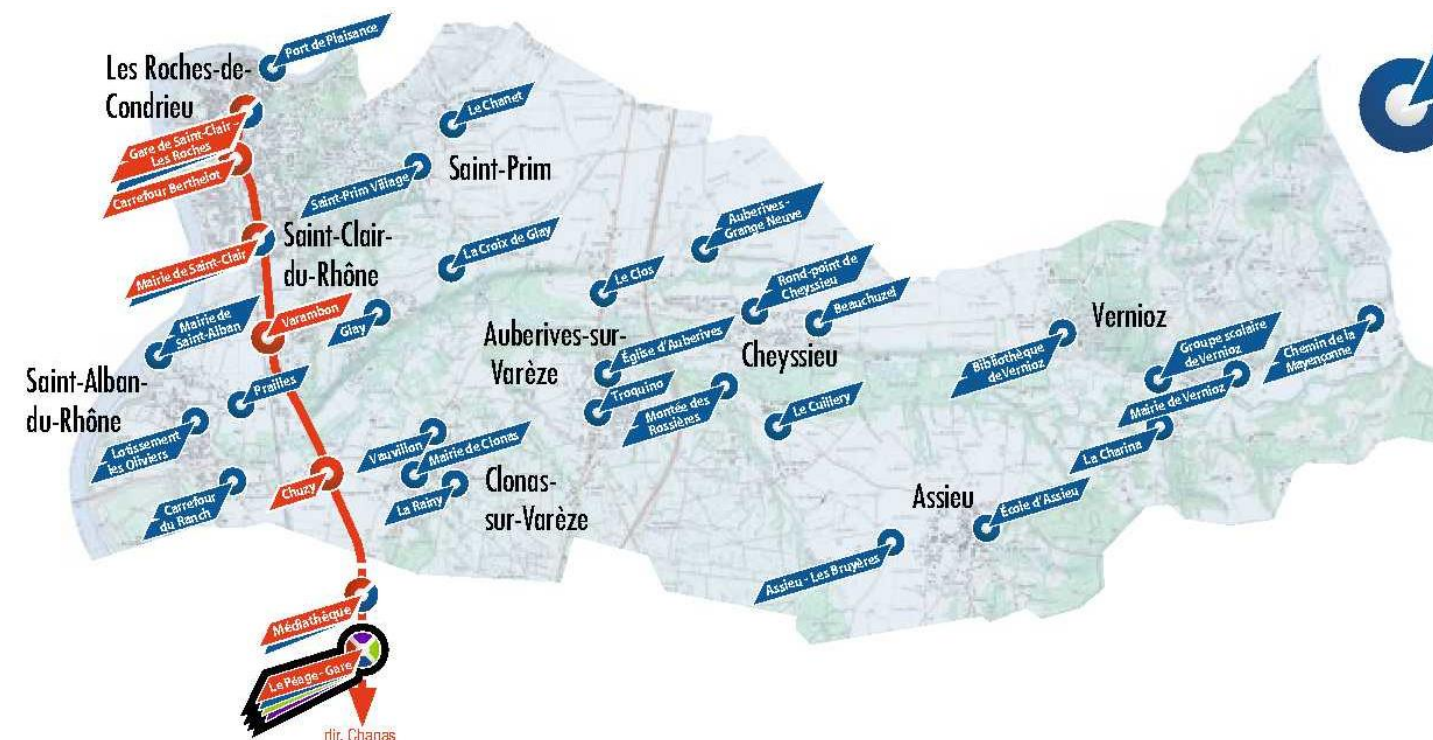 Port de Plaisance
Les Roches-de-
Condrieu
Le Chanet
Gare de Saint-Clair -
Les Roches
Carrefour Berthelot
Saint-Prim Village
Saint-Prim
Mairie de Saint-Clair
Saint-Clair-
du-Rhône
La Croix de Glay
Auberives -
Grange Neuve
Le Clos
Rond-point de
Cheyssieu
Beauchuzel
Mairie de
Saint-Alban
Varambon
Glay
Auberives-sur-
Varèze
Église d'Auberives
Cheyssieu
Vernioz
Bibliothèque
de Vernioz
Groupe scolaire
de Vernioz
Chemin de la
Mayençonne
Saint-Alban-
du-Rhône
Prailles
Troquino
Montée des
Rossières
Le Cuillery
Mairie de Vernioz
Lotissement
les Oliviers
Vauvillon
Mairie de Clonas
La Charina
Carrefour
du Ranch
Chuzy
La Rainy
Clonas-
sur-Varèze
Assieu
École d'Assieu
Assieu - Les Bruyères
Médiathèque
Le Péage - Gare
dir. Chanas